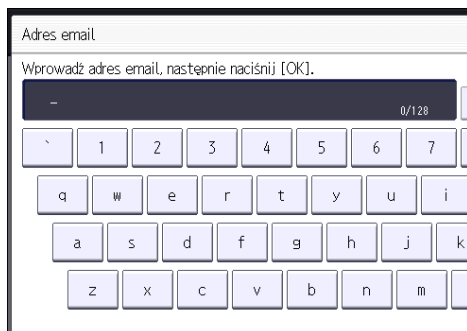 Adres email
Wprowadź adres email, następnie naciśnij [OK].
_ 0/128
` 1 2 3 4 5 6 7
q w e r t y u i
a s d f g h j k
z x c v b n m